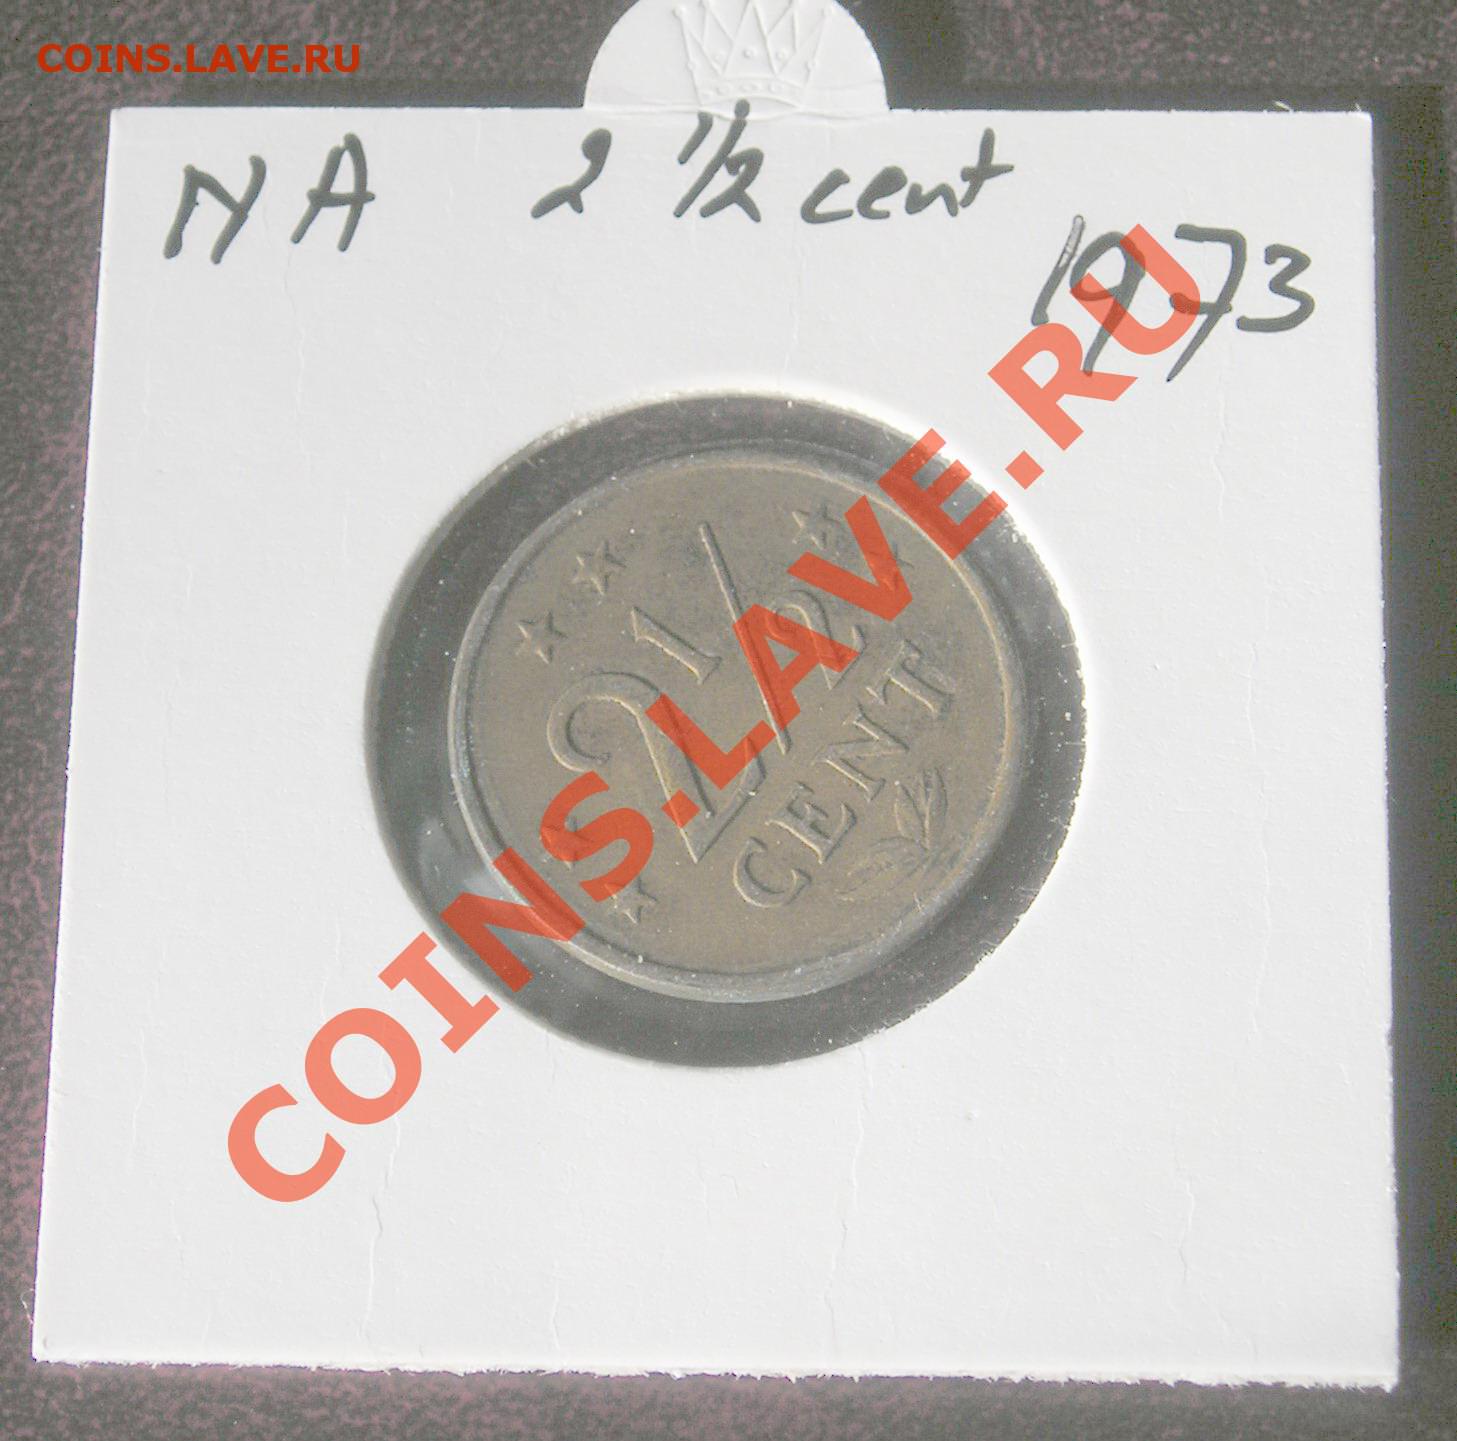 COINS.LAVE.RU
NA 2 1/2 cent
1973
2 1/2
CENT
COINS.LAVE.RU